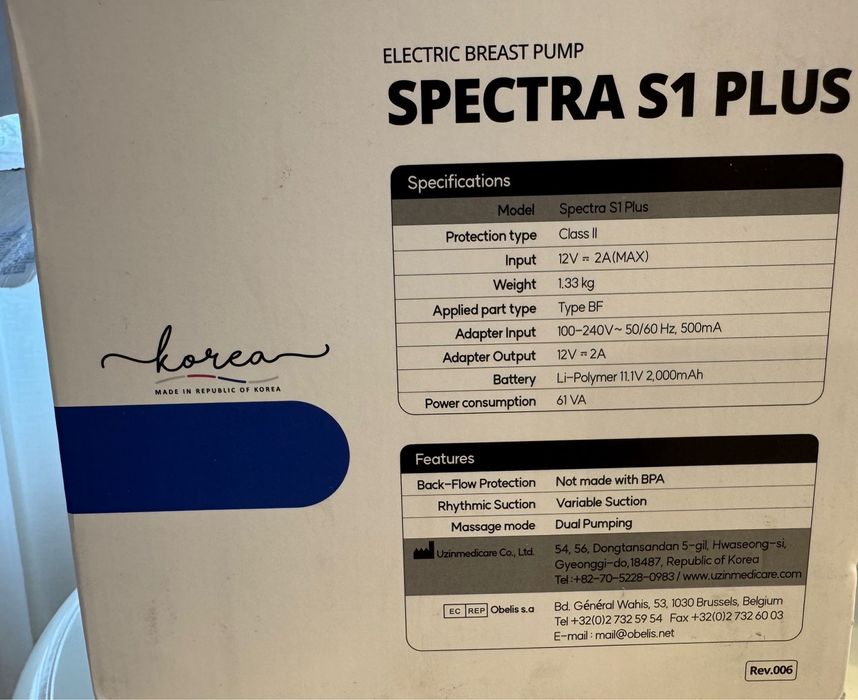 ELECTRIC BREAST PUMP
SPECTRA S1 PLUS
Specifications
Model Spectra S1 Plus
Protection type Class II
Input 12V ⎓ 2A(MAX)
Weight 1.33 kg
Applied part type Type BF
Adapter Input 100-240V~ 50/60 Hz, 500mA
Adapter Output 12V ⎓ 2A
Battery Li-Polymer 11.1V 2,000mAh
Power consumption 61 VA
korea
MADE IN REPUBLIC OF KOREA
Features
Back-Flow Protection Not made with BPA
Rhythmic Suction Variable Suction
Massage mode Dual Pumping
Uzinmedicare Co., Ltd. 54, 56, Dongtansandan 5-gil, Hwaseong-si,
Gyeonggi-do,18487, Republic of Korea
Tel:+82-70-5228-0983 / www.uzinmedicare.com
EC REP Obelis s.a Bd. Général Wahis, 53, 1030 Brussels, Belgium
Tel +32(0)2 732 59 54 Fax +32(0)2 732 60 03
E-mail : mail@obelis.net
Rev.006